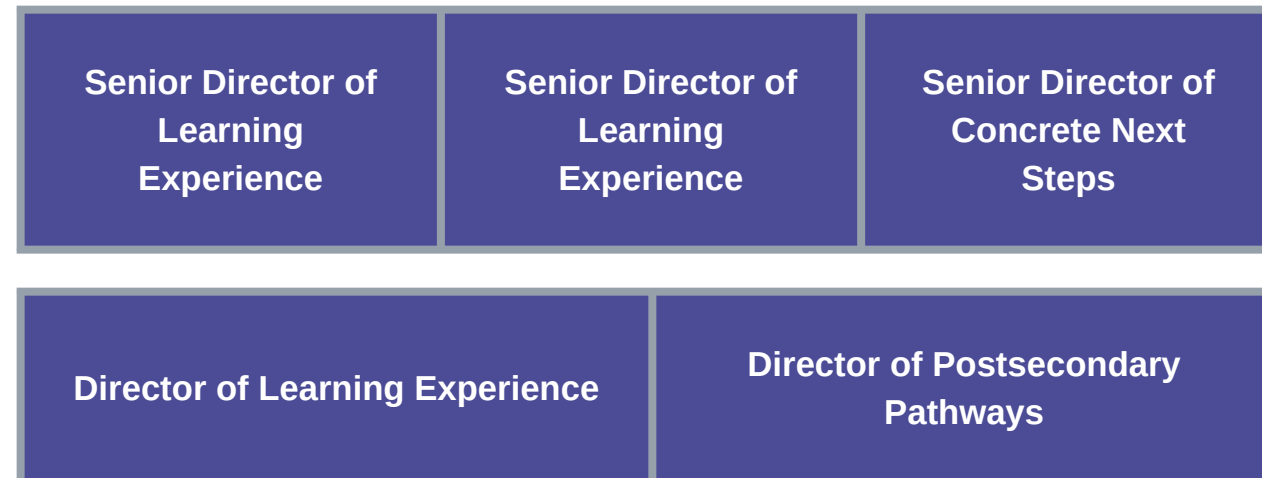 Senior Director of
Learning
Experience
Senior Director of
Learning
Experience
Senior Director of
Concrete Next
Steps
Director of Learning Experience
Director of Postsecondary
Pathways